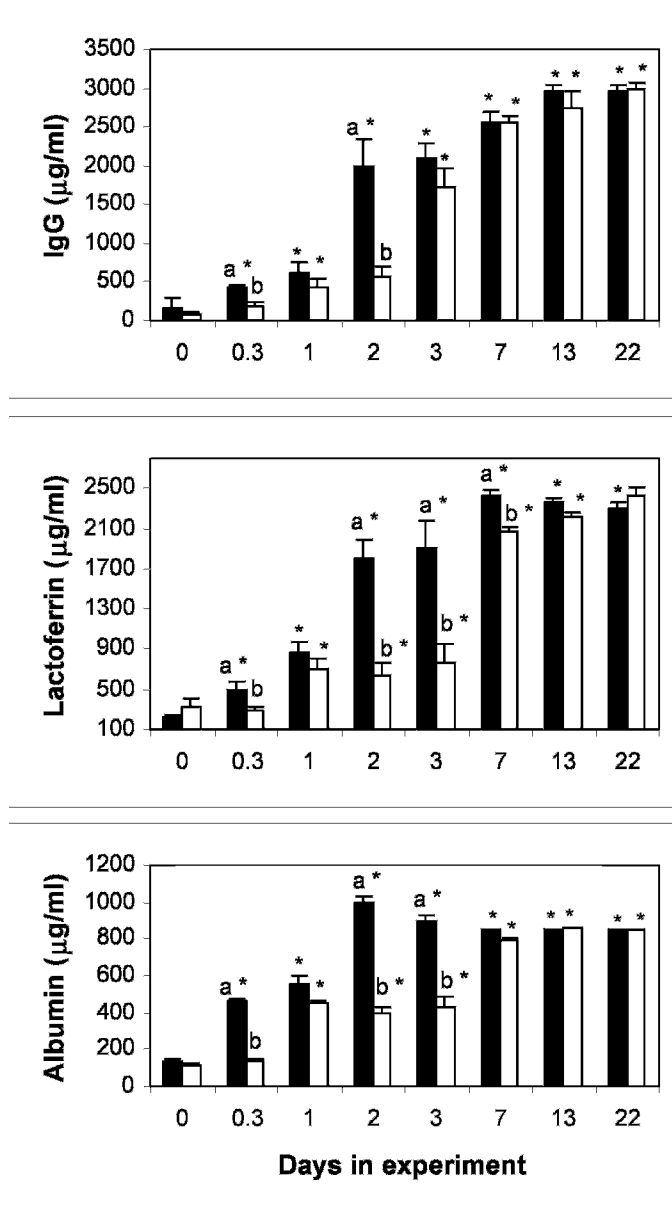 3500
3000
2500
2000
1500
1000
500
0
IgG (μg/ml)
a *
b
* *
a *
b
*
*
* *
* *
* *
0 0.3 1 2 3 7 13 22
2500
2100
1700
1300
900
500
100
Lactoferrin (μg/ml)
a *
b
* *
a *
b *
a *
b *
a *
b *
* *
*
0 0.3 1 2 3 7 13 22
1200
1000
800
600
400
200
0
Albumin (μg/ml)
a *
b
* *
a *
b *
a *
b *
* *
* *
* *
0 0.3 1 2 3 7 13 22
Days in experiment